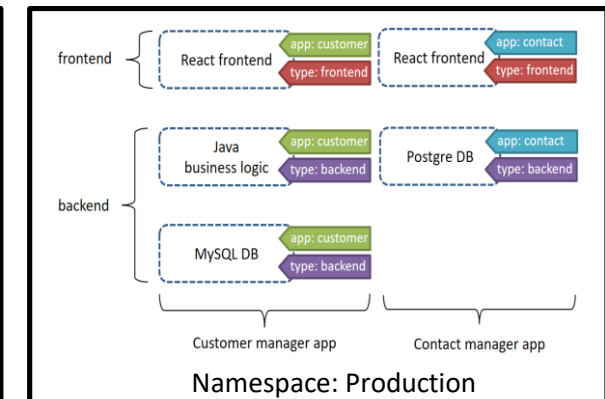 frontend
React frontend
app: customer
type: frontend
React frontend
app: contact
type: frontend
backend
Java
business logic
app: customer
type: backend
Postgre DB
app: contact
type: backend
MySQL DB
app: customer
type: backend
Customer manager app
Contact manager app
Namespace: Production